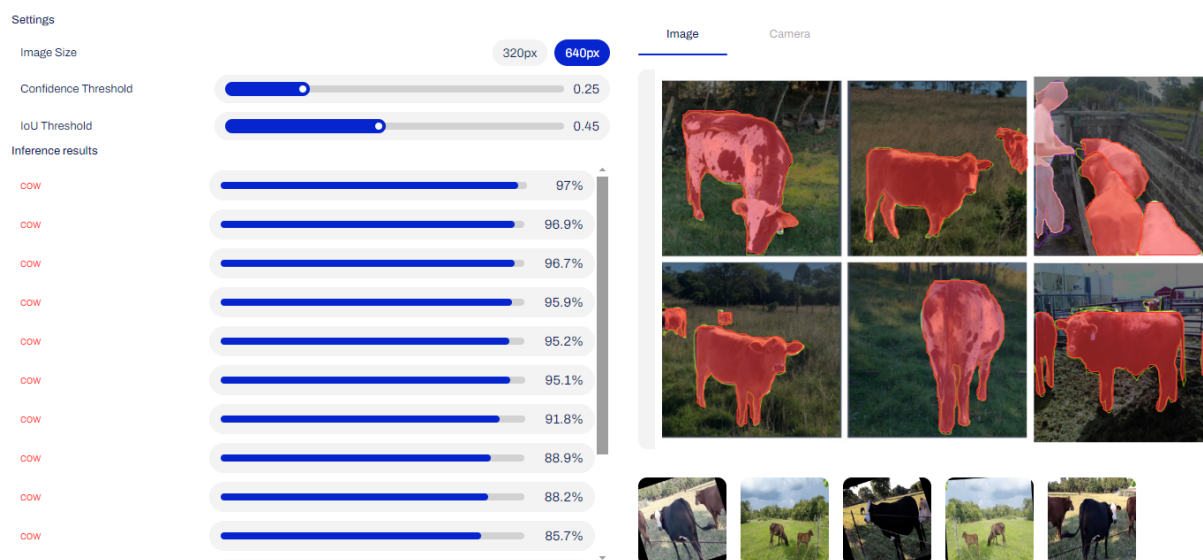 Settings
Image Size 320px 640px
Confidence Threshold 0.25
IoU Threshold 0.45
Inference results
cow 97%
cow 96.9%
cow 96.7%
cow 95.9%
cow 95.2%
cow 95.1%
cow 91.8%
cow 88.9%
cow 88.2%
cow 85.7%
Image Camera